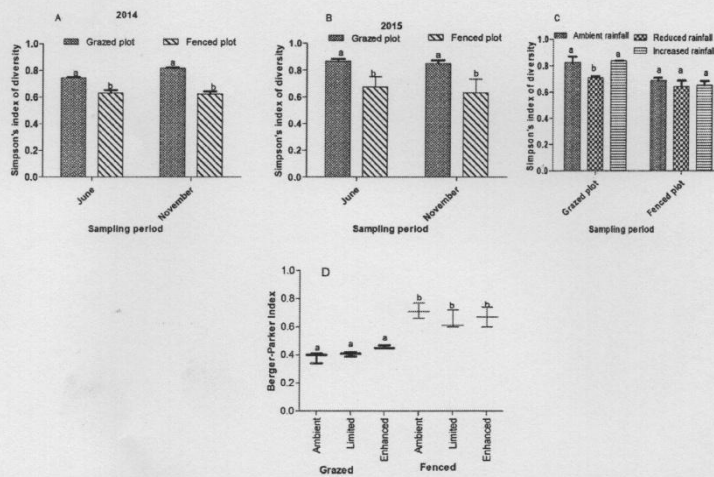 A
2014
Grazed plot
Fenced plot
a
b
a
b
Simpson's index of diversity
1.0
0.8
0.6
0.4
0.2
0.0
June
November
Sampling period
B
2015
Grazed plot
Fenced plot
a
b
a
b
Simpson's index of diversity
1.0
0.8
0.6
0.4
0.2
0.0
June
November
Sampling period
C
Ambient rainfall
Reduced rainfall
Increased rainfall
a
b
a
a
a
a
Simpson's index of diversity
1.0
0.8
0.6
0.4
0.2
0.0
Grazed plot
Fenced plot
Sampling period
D
a
a
a
b
b
b
Berger-Parker Index
1.0
0.8
0.6
0.4
0.2
0.0
Ambient
Limited
Enhanced
Ambient
Limited
Enhanced
Grazed
Fenced